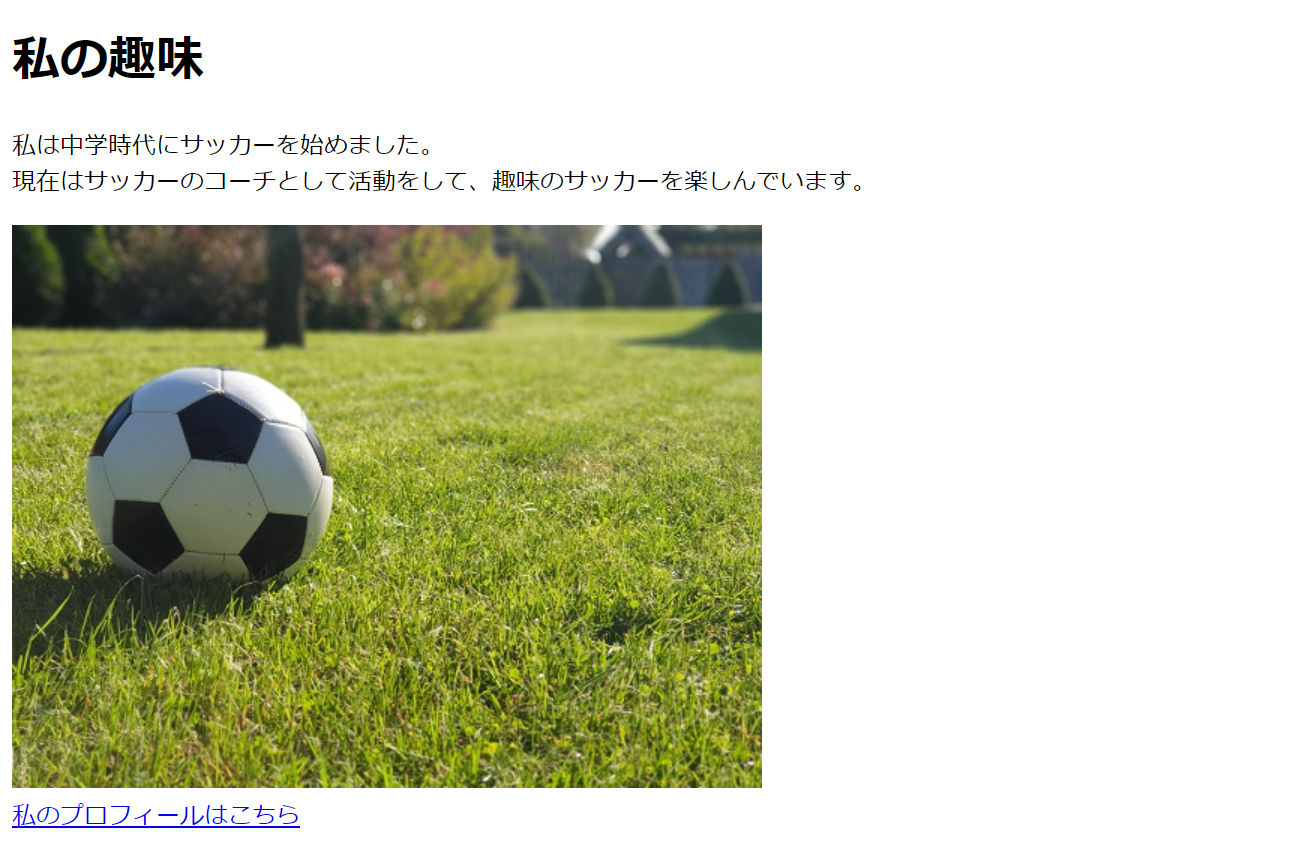 私の趣味
私は中学時代にサッカーを始めました。
現在はサッカーのコーチとして活動をして、趣味のサッカーを楽しんでいます。
私のプロフィールはこちら